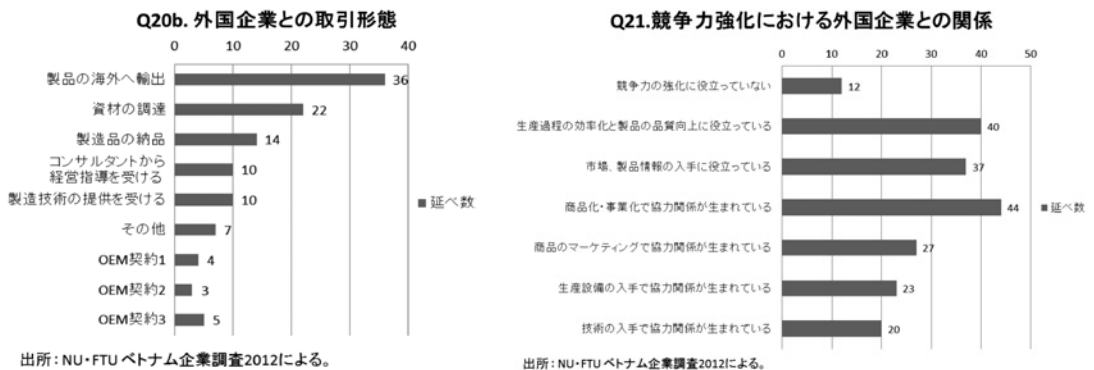 Q20b. 外国企業との取引形態
0 10 20 30 40
製品の海外へ輸出 36
資材の調達 22
製造品の納品 14
コンサルタントから
経営指導を受ける 10
製造技術の提供を受ける 10
その他 7
OEM契約1 4
OEM契約2 3
OEM契約3 5
■延べ数
出所：NU・FTUベトナム企業調査2012による。
Q21.競争力強化における外国企業との関係
0 10 20 30 40 50
競争力の強化に役立っていない 12
生産過程の効率化と製品の品質向上に役立っている 40
市場、製品情報の入手に役立っている 37
商品化・事業化で協力関係が生まれている 44
商品のマーケティングで協力関係が生まれている 27
生産設備の入手で協力関係が生まれている 23
技術の入手で協力関係が生まれている 20
■延べ数
出所：NU・FTUベトナム企業調査2012による。